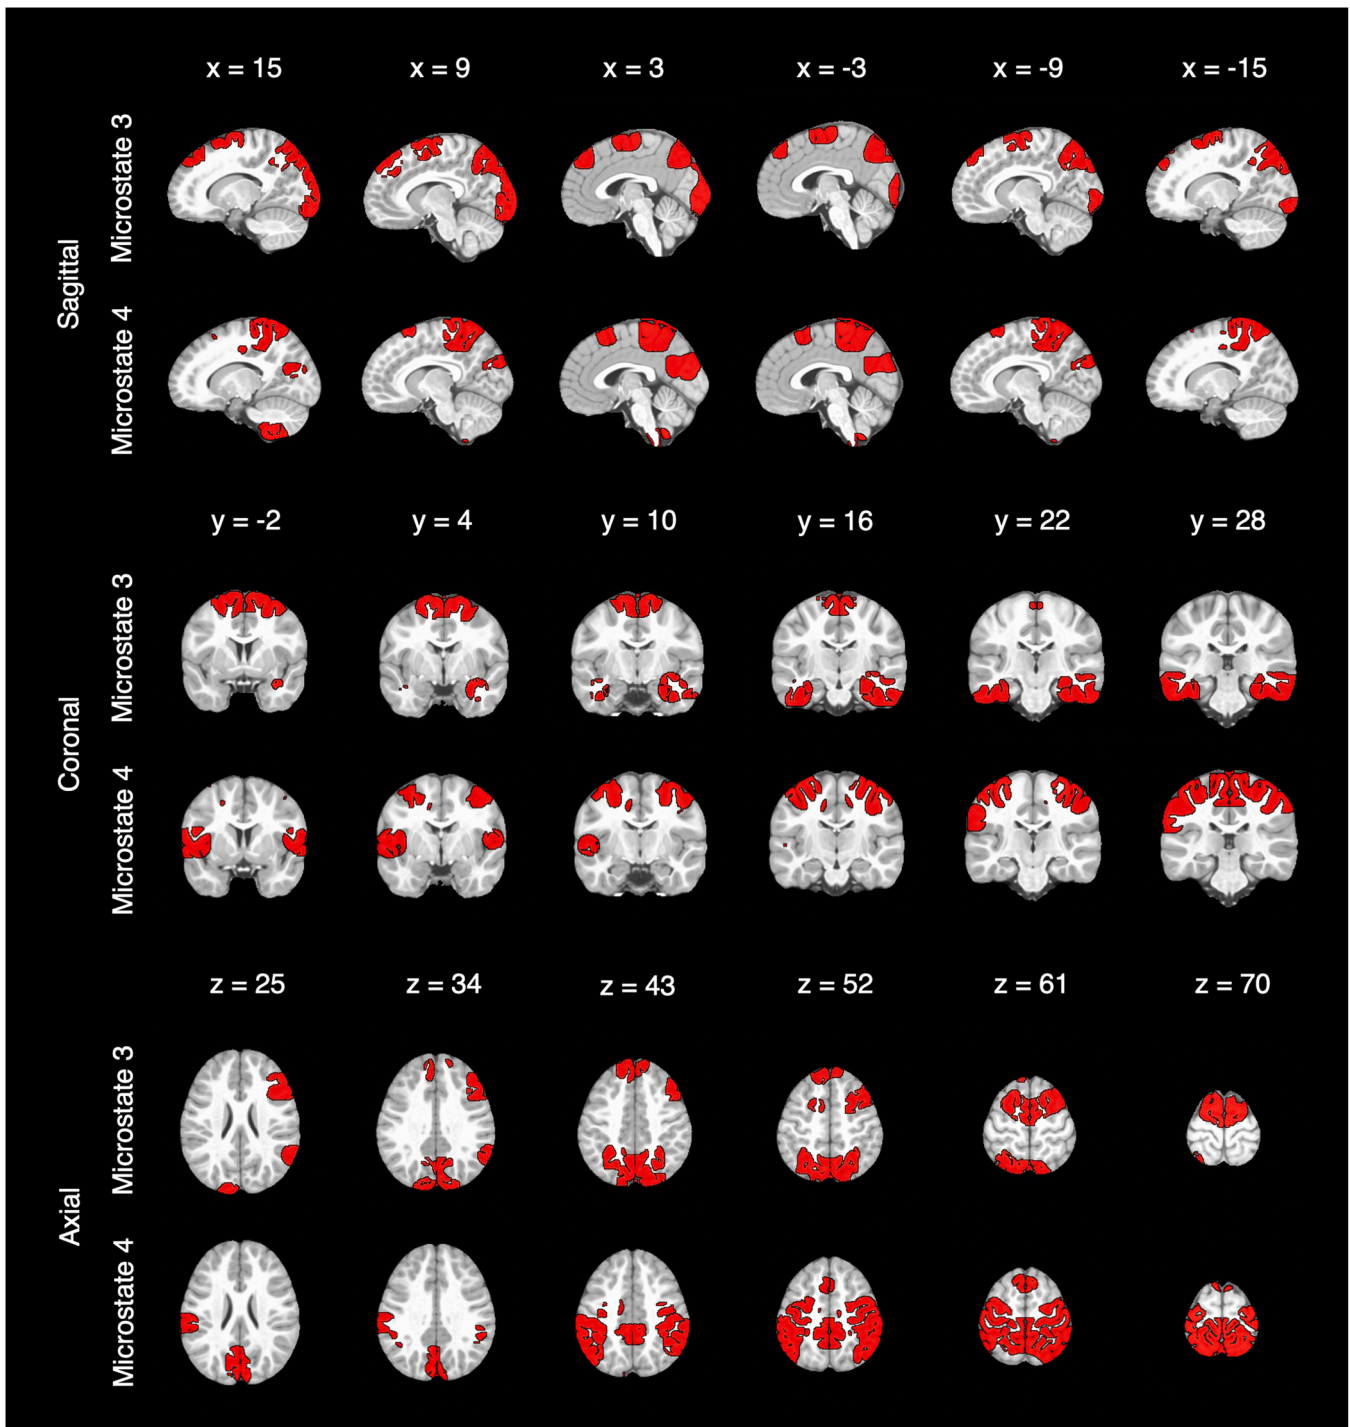 x = 15 x = 9 x = 3 x = -3 x = -9 x = -15
Sagittal
Microstate 3
Microstate 4
y = -2 y = 4 y = 10 y = 16 y = 22 y = 28
Coronal
Microstate 3
Microstate 4
z = 25 z = 34 z = 43 z = 52 z = 61 z = 70
Axial
Microstate 3
Microstate 4